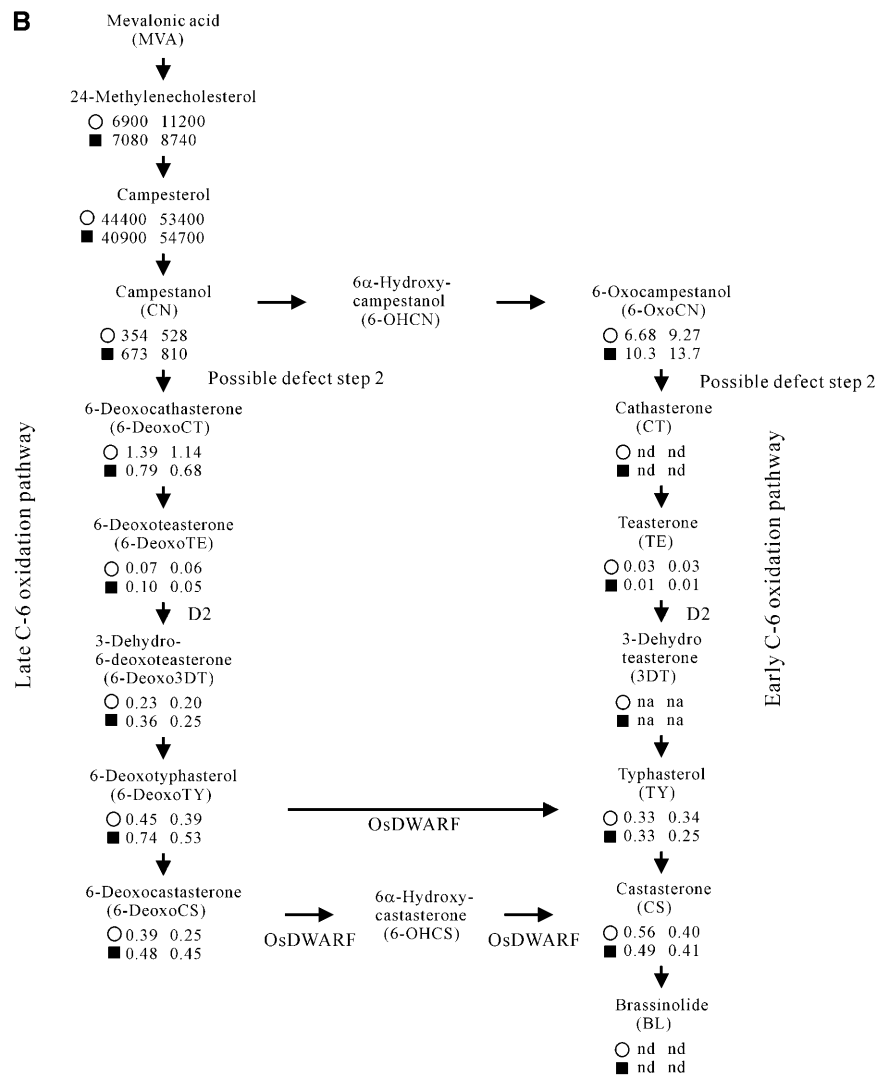 B
Mevalonic acid
(MVA)
24-Methylenecholesterol
6900 11200
7080 8740
Campesterol
44400 53400
40900 54700
Campestanol
(CN)
354 528
673 810
6α-Hydroxy-
campestanol
(6-OHCN)
6-Oxocampestanol
(6-OxoCN)
6.68 9.27
10.3 13.7
Possible defect step 2
Possible defect step 2
6-Deoxocathasterone
(6-DeoxoCT)
1.39 1.14
0.79 0.68
Cathasterone
(CT)
nd nd
nd nd
Late C-6 oxidation pathway
Early C-6 oxidation pathway
6-Deoxoteasterone
(6-DeoxoTE)
0.07 0.06
0.10 0.05
Teasterone
(TE)
0.03 0.03
0.01 0.01
D2
D2
3-Dehydro-
6-deoxoteasterone
(6-Deoxo3DT)
0.23 0.20
0.36 0.25
3-Dehydro
teasterone
(3DT)
na na
na na
6-Deoxotyphasterol
(6-DeoxoTY)
0.45 0.39
0.74 0.53
OsDWARF
Typhasterol
(TY)
0.33 0.34
0.33 0.25
6-Deoxocastasterone
(6-DeoxoCS)
0.39 0.25
0.48 0.45
OsDWARF
6α-Hydroxy-
castasterone
(6-OHCS)
OsDWARF
Castasterone
(CS)
0.56 0.40
0.49 0.41
Brassinolide
(BL)
nd nd
nd nd